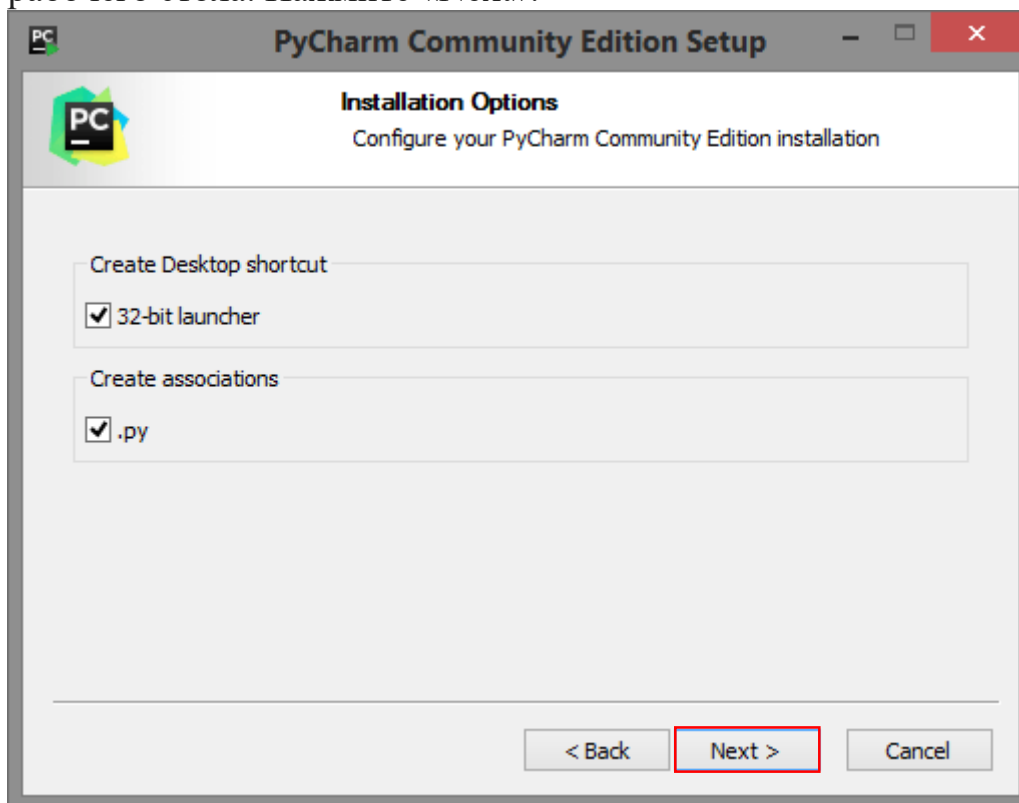 PC PyCharm Community Edition Setup
PC
Installation Options
Configure your PyCharm Community Edition installation
Create Desktop shortcut
32-bit launcher
Create associations
.py
< Back Next > Cancel